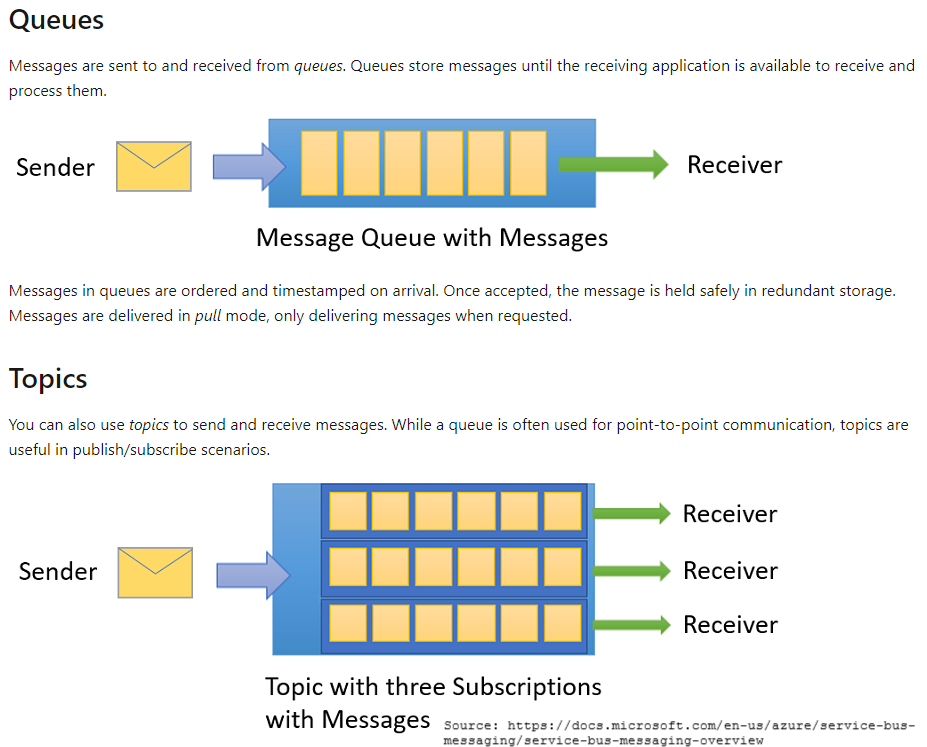 Queues
Messages are sent to and received from queues. Queues store messages until the receiving application is available to receive and
process them.
Sender
Receiver
Message Queue with Messages
Messages in queues are ordered and timestamped on arrival. Once accepted, the message is held safely in redundant storage.
Messages are delivered in pull mode, only delivering messages when requested.
Topics
You can also use topics to send and receive messages. While a queue is often used for point-to-point communication, topics are
useful in publish/subscribe scenarios.
Receiver
Sender
Receiver
Receiver
Topic with three Subscriptions
with Messages
Source: https://docs.microsoft.com/en-us/azure/service-bus-
messaging/service-bus-messaging-overview